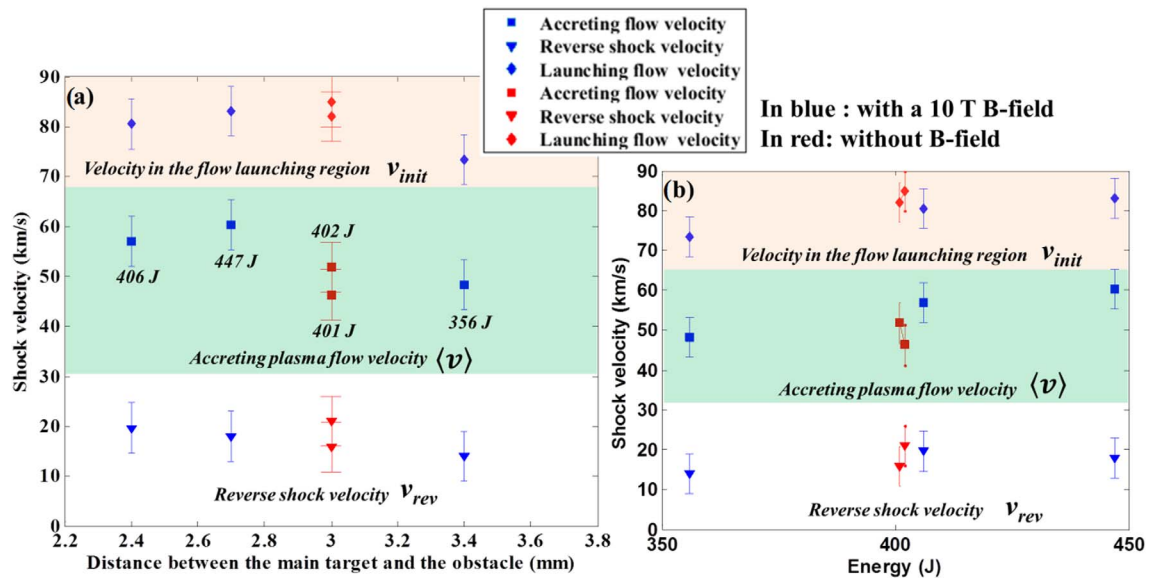 Accreting flow velocity
Reverse shock velocity
Launching flow velocity
Accreting flow velocity
Reverse shock velocity
Launching flow velocity
In blue : with a 10 T B-field
In red: without B-field
(a)
Shock velocity (km/s)
90
80
70
60
50
40
30
20
10
0
Velocity in the flow launching region v_init
406 J
447 J
402 J
401 J
356 J
Accreting plasma flow velocity ⟨v⟩
Reverse shock velocity v_rev
2.2 2.4 2.6 2.8 3 3.2 3.4 3.6 3.8
Distance between the main target and the obstacle (mm)
(b)
Shock velocity (km/s)
90
80
70
60
50
40
30
20
10
0
Velocity in the flow launching region v_init
Accreting plasma flow velocity ⟨v⟩
Reverse shock velocity v_rev
350 400 450
Energy (J)